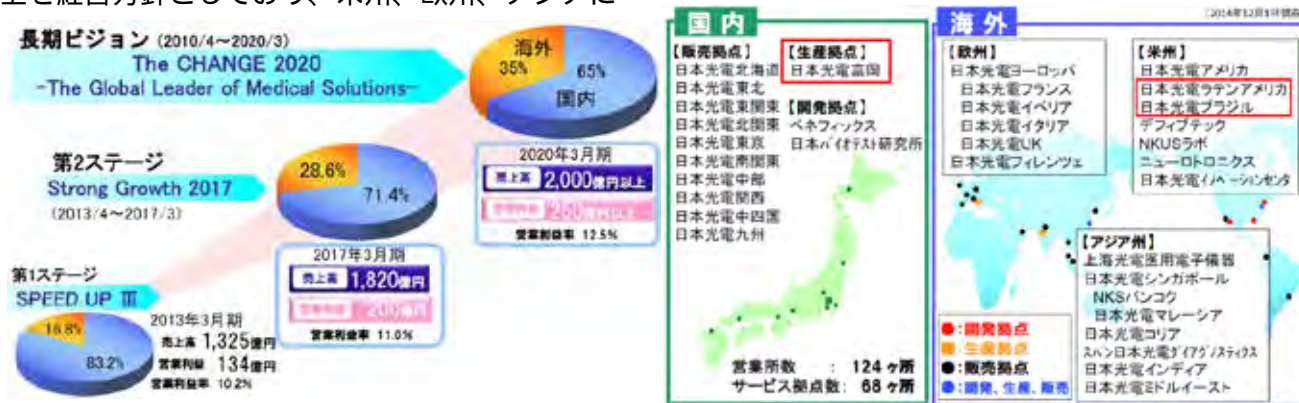 長期ビジョン (2010/4～2020/3)
The CHANGE 2020
-The Global Leader of Medical Solutions-
海外
35%
65%
国内
第2ステージ
Strong Growth 2017
(2013/4～2017/3)
28.6%
71.4%
2020年3月期
売上高 2,000億円以上
250億円以上
営業利益率 12.5%
第1ステージ
SPEED UP Ⅲ
16.8%
83.2%
2013年3月期
売上高 1,325億円
営業利益 134億円
営業利益率 10.2%
2017年3月期
売上高 1,820億円
200億円
営業利益率 11.0%
国内
【販売拠点】
日本光電北海道
日本光電東北
日本光電東関東
日本光電北関東
日本光電東京
日本光電南関東
日本光電中部
日本光電関西
日本光電中四国
日本光電九州
【生産拠点】
日本光電富岡
【開発拠点】
ベネフィックス
日本バイオテスト研究所
営業所数 : 124ヶ所
サービス拠点数: 68ヶ所
海外
【欧州】
日本光電ヨーロッパ
日本光電フランス
日本光電イベリア
日本光電イタリア
日本光電UK
日本光電フィレンツェ
【米州】
日本光電アメリカ
日本光電ラテンアメリカ
日本光電ブラジル
デフィブテック
NKUSラボ
ニューロトロニクス
日本光電イノベーションセンタ
【アジア州】
上海光電医用電子儀器
日本光電シンガポール
NKSバンコク
日本光電マレーシア
日本光電コリア
スパン日本光電ダイアグノスティクス
日本光電インディア
日本光電ミドルイースト
●:開発拠点
:生産拠点
●:販売拠点
●:開発、生産、販売